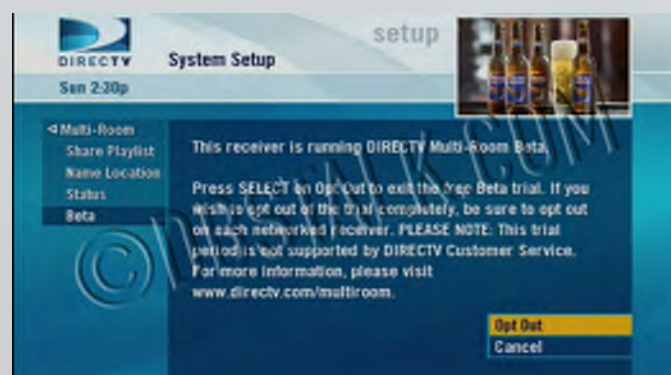 setup
DIRECTV
System Setup
Sun 2:30p
Multi-Room
Share Playlist
Name Location
Status
Beta
This receiver is running DIRECTV Multi-Room Beta.
Press SELECT on Opt Out to exit the free Beta trial. If you
wish to opt out of the trial completely, be sure to opt out
on each networked receiver. PLEASE NOTE: This trial
period is not supported by DIRECTV Customer Service.
For more information, please visit
www.directv.com/multiroom.
Opt Out
Cancel
©DBSTALK.COM